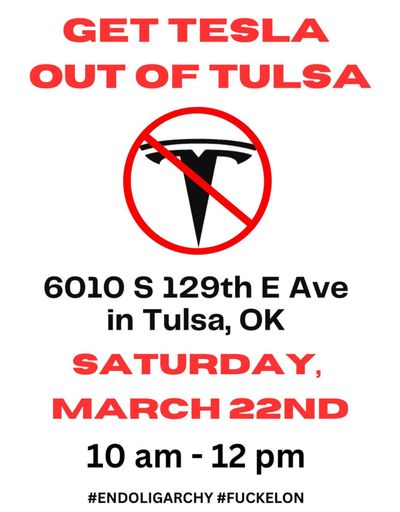 GET TESLA
OUT OF TULSA
6010 S 129th E Ave
in Tulsa, OK
SATURDAY,
MARCH 22ND
10 am - 12 pm
#ENDOLIGARCHY #FUCKELON